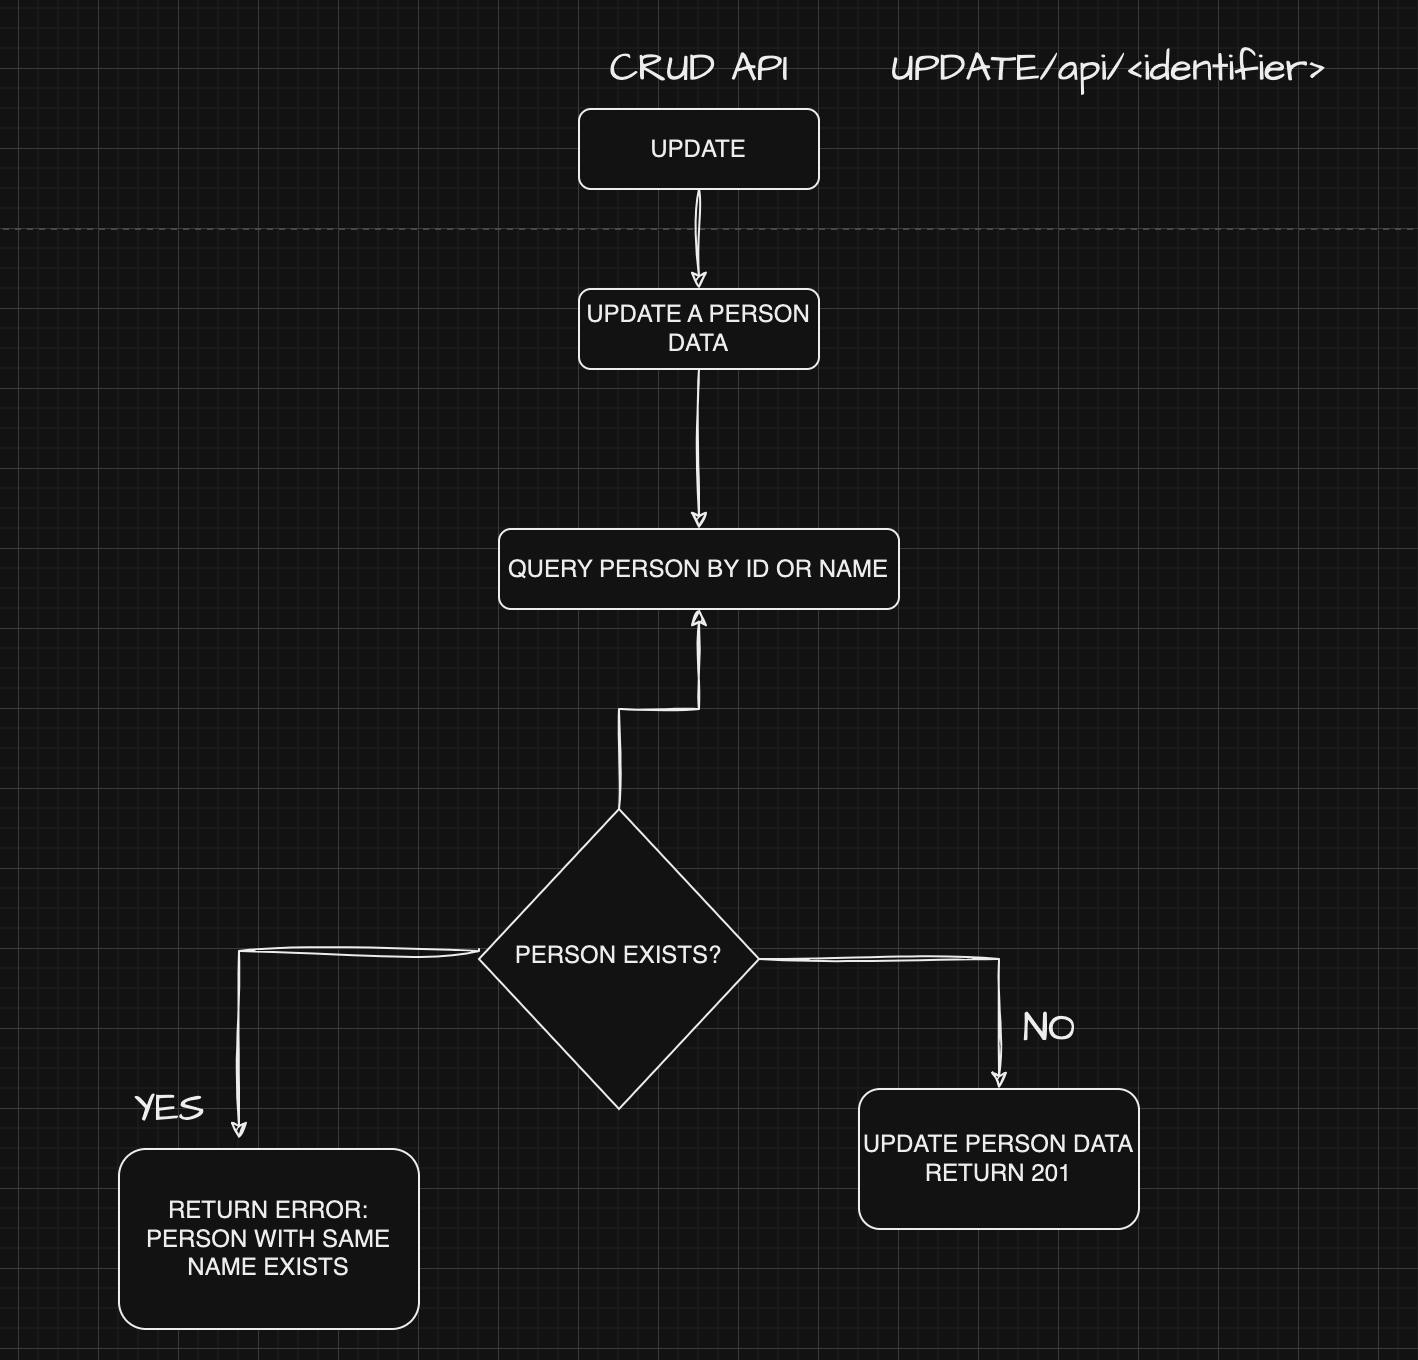 CRUD API
UPDATE/api/<identifier>
UPDATE
UPDATE A PERSON
DATA
QUERY PERSON BY ID OR NAME
PERSON EXISTS?
NO
YES
UPDATE PERSON DATA
RETURN 201
RETURN ERROR:
PERSON WITH SAME
NAME EXISTS